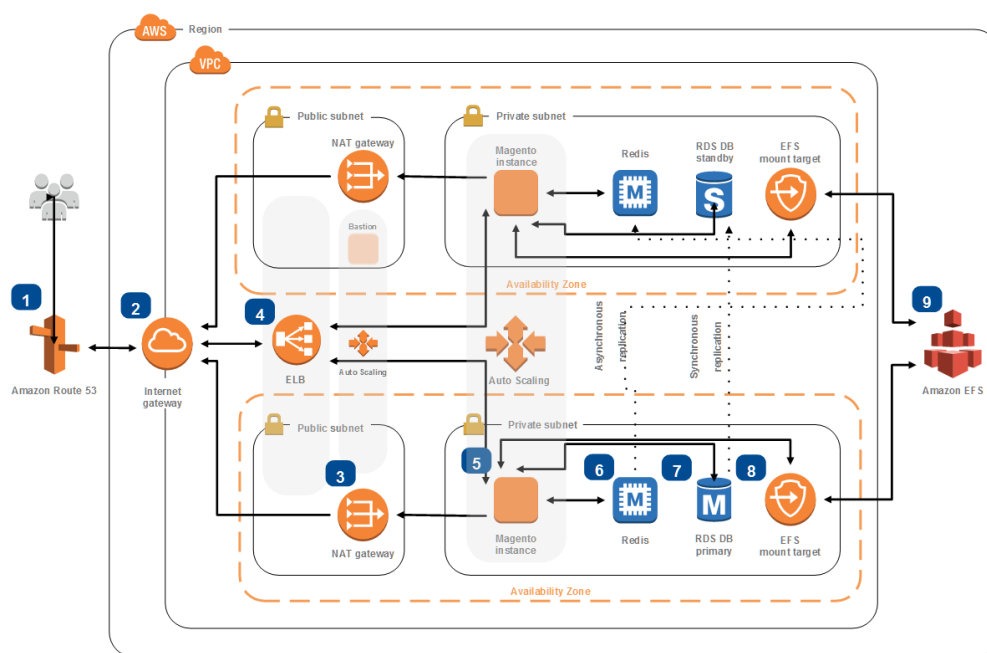 AWS
Region
VPC
Public subnet
NAT gateway
Bastion
Private subnet
Magento
instance
Redis
RDS DB
standby
EFS
mount target
M
S
Availability Zone
1
2
4
9
Amazon Route 53
Internet
gateway
ELB
Auto Scaling
Auto Scaling
Asynchronous
replication
Synchronous
replication
Amazon EFS
Public subnet
3
NAT gateway
Private subnet
5
6
7
8
M
M
Magento
instance
Redis
RDS DB
primary
EFS
mount target
Availability Zone